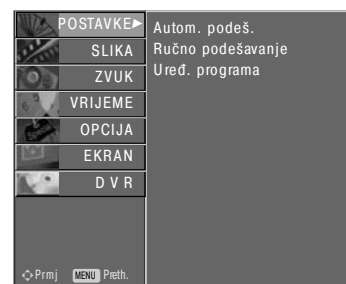 POSTAVKE►
SLIKA
ZVUK
VRIJEME
OPCIJA
EKRAN
D V R
Autom. podeš.
Ručno podešavanje
Uređ. programa
Prmj MENU Preth.